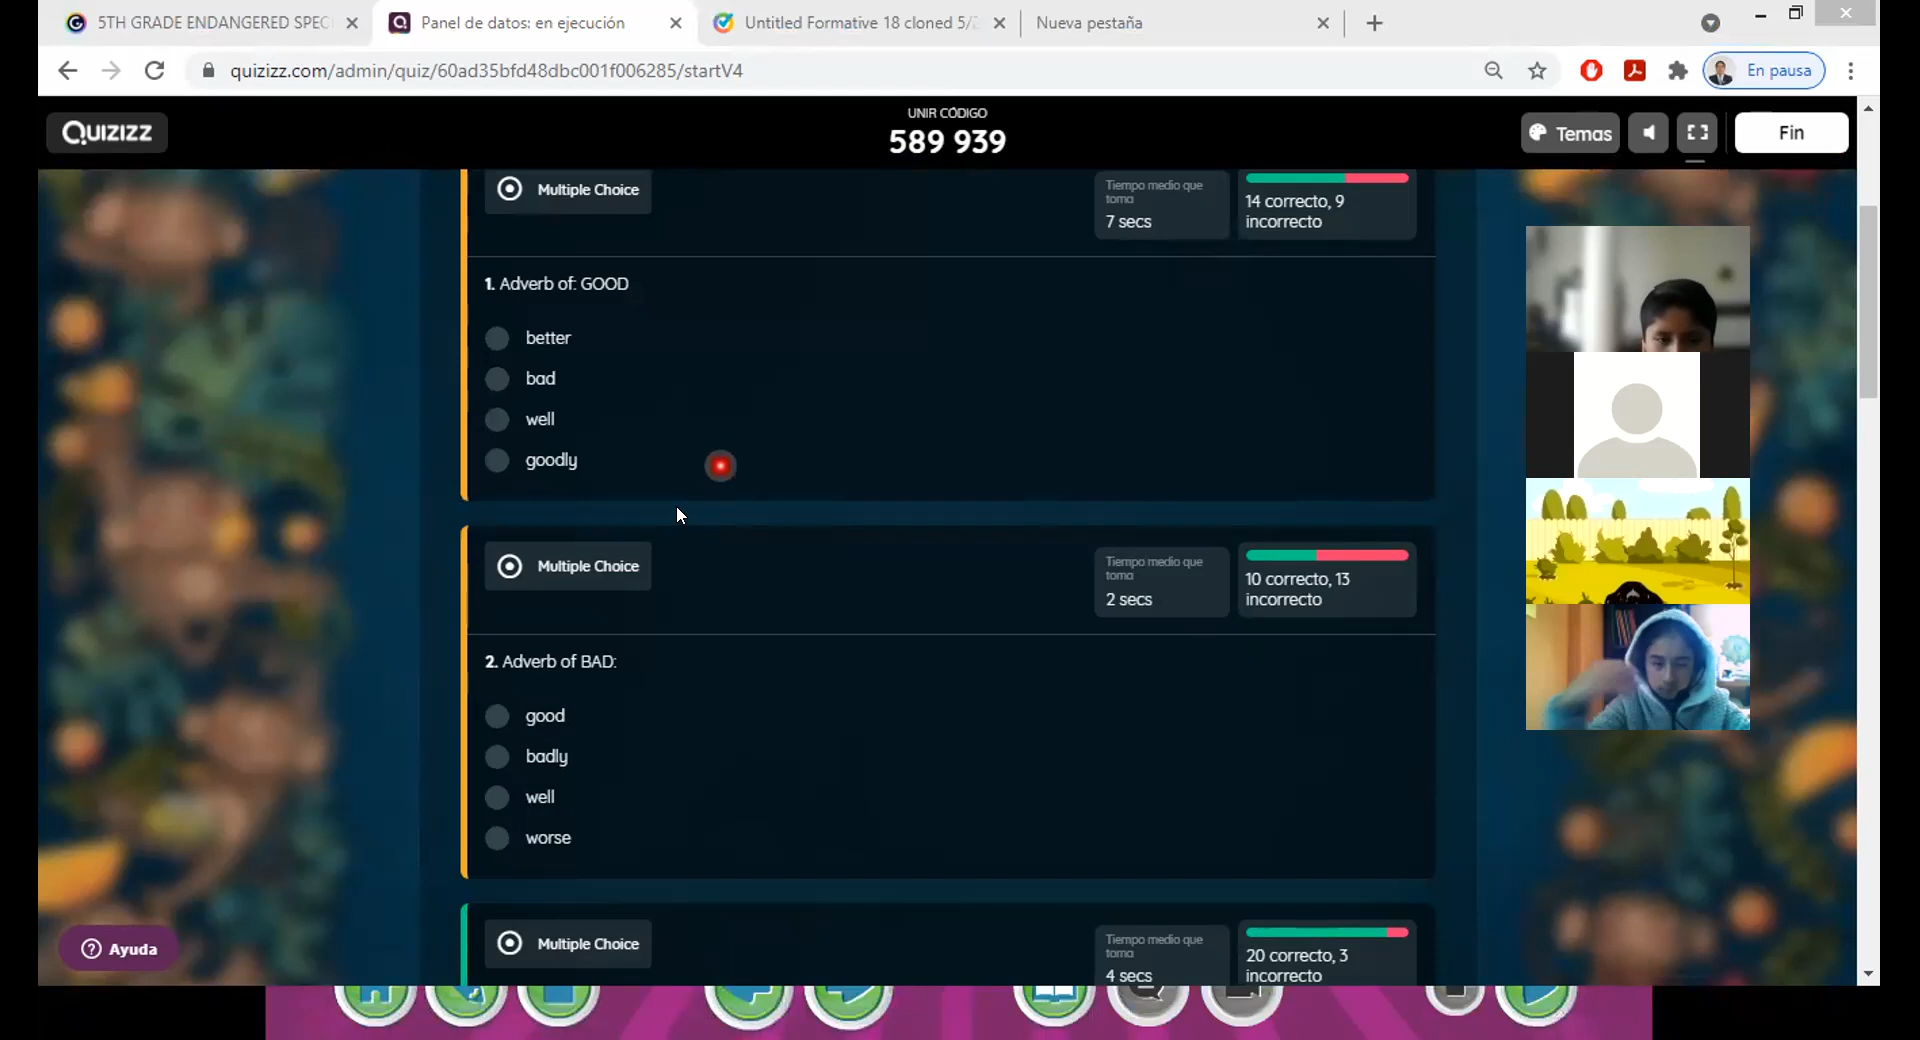 5TH GRADE ENDANGERED SPEC
Panel de datos: en ejecución
Untitled Formative 18 cloned 5/2
Nueva pestaña
quizizz.com/admin/quiz/60ad35bfd48dbc001f006285/startV4
En pausa
QUIZIZZ
UNIR CÓDIGO
589 939
Temas
Fin
Multiple Choice
Tiempo medio que
toma
7 secs
14 correcto, 9
incorrecto
1. Adverb of: GOOD
better
bad
well
goodly
Multiple Choice
Tiempo medio que
toma
2 secs
10 correcto, 13
incorrecto
2. Adverb of BAD:
good
badly
well
worse
Multiple Choice
Tiempo medio que
toma
4 secs
20 correcto, 3
incorrecto
Ayuda